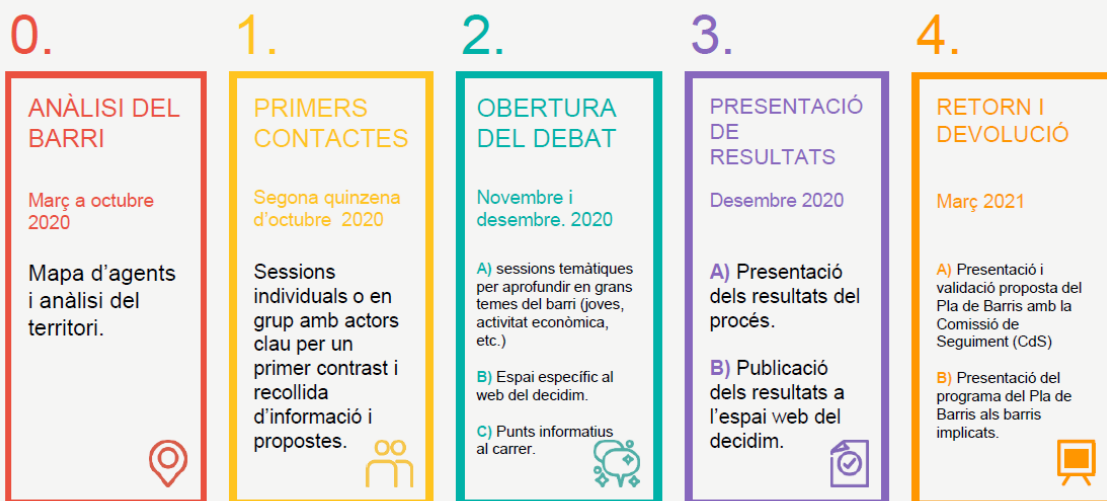 0.
ANÀLISI DEL
BARRI
Març a octubre
2020
Mapa d’agents
i anàlisi del
territori.
1.
PRIMERS
CONTACTES
Segona quinzena
d’octubre 2020
Sessions
individuals o en
grup amb actors
clau per un
primer contrast i
recollida
d’informació i
propostes.
2.
OBERTURA
DEL DEBAT
Novembre i
desembre. 2020
A) sessions temàtiques
per aprofundir en grans
temes del barri (joves,
activitat econòmica,
etc.)
B) Espai específic al
web del decidim.
C) Punts informatius
al carrer.
3.
PRESENTACIÓ
DE
RESULTATS
Desembre 2020
A) Presentació
dels resultats del
procés.
B) Publicació
dels resultats a
l’espai web del
decidim.
4.
RETORN I
DEVOLUCIÓ
Març 2021
A) Presentació i
validació proposta del
Pla de Barris amb la
Comissió de
Seguiment (CdS)
B) Presentació del
programa del Pla de
Barris als barris
implicats.